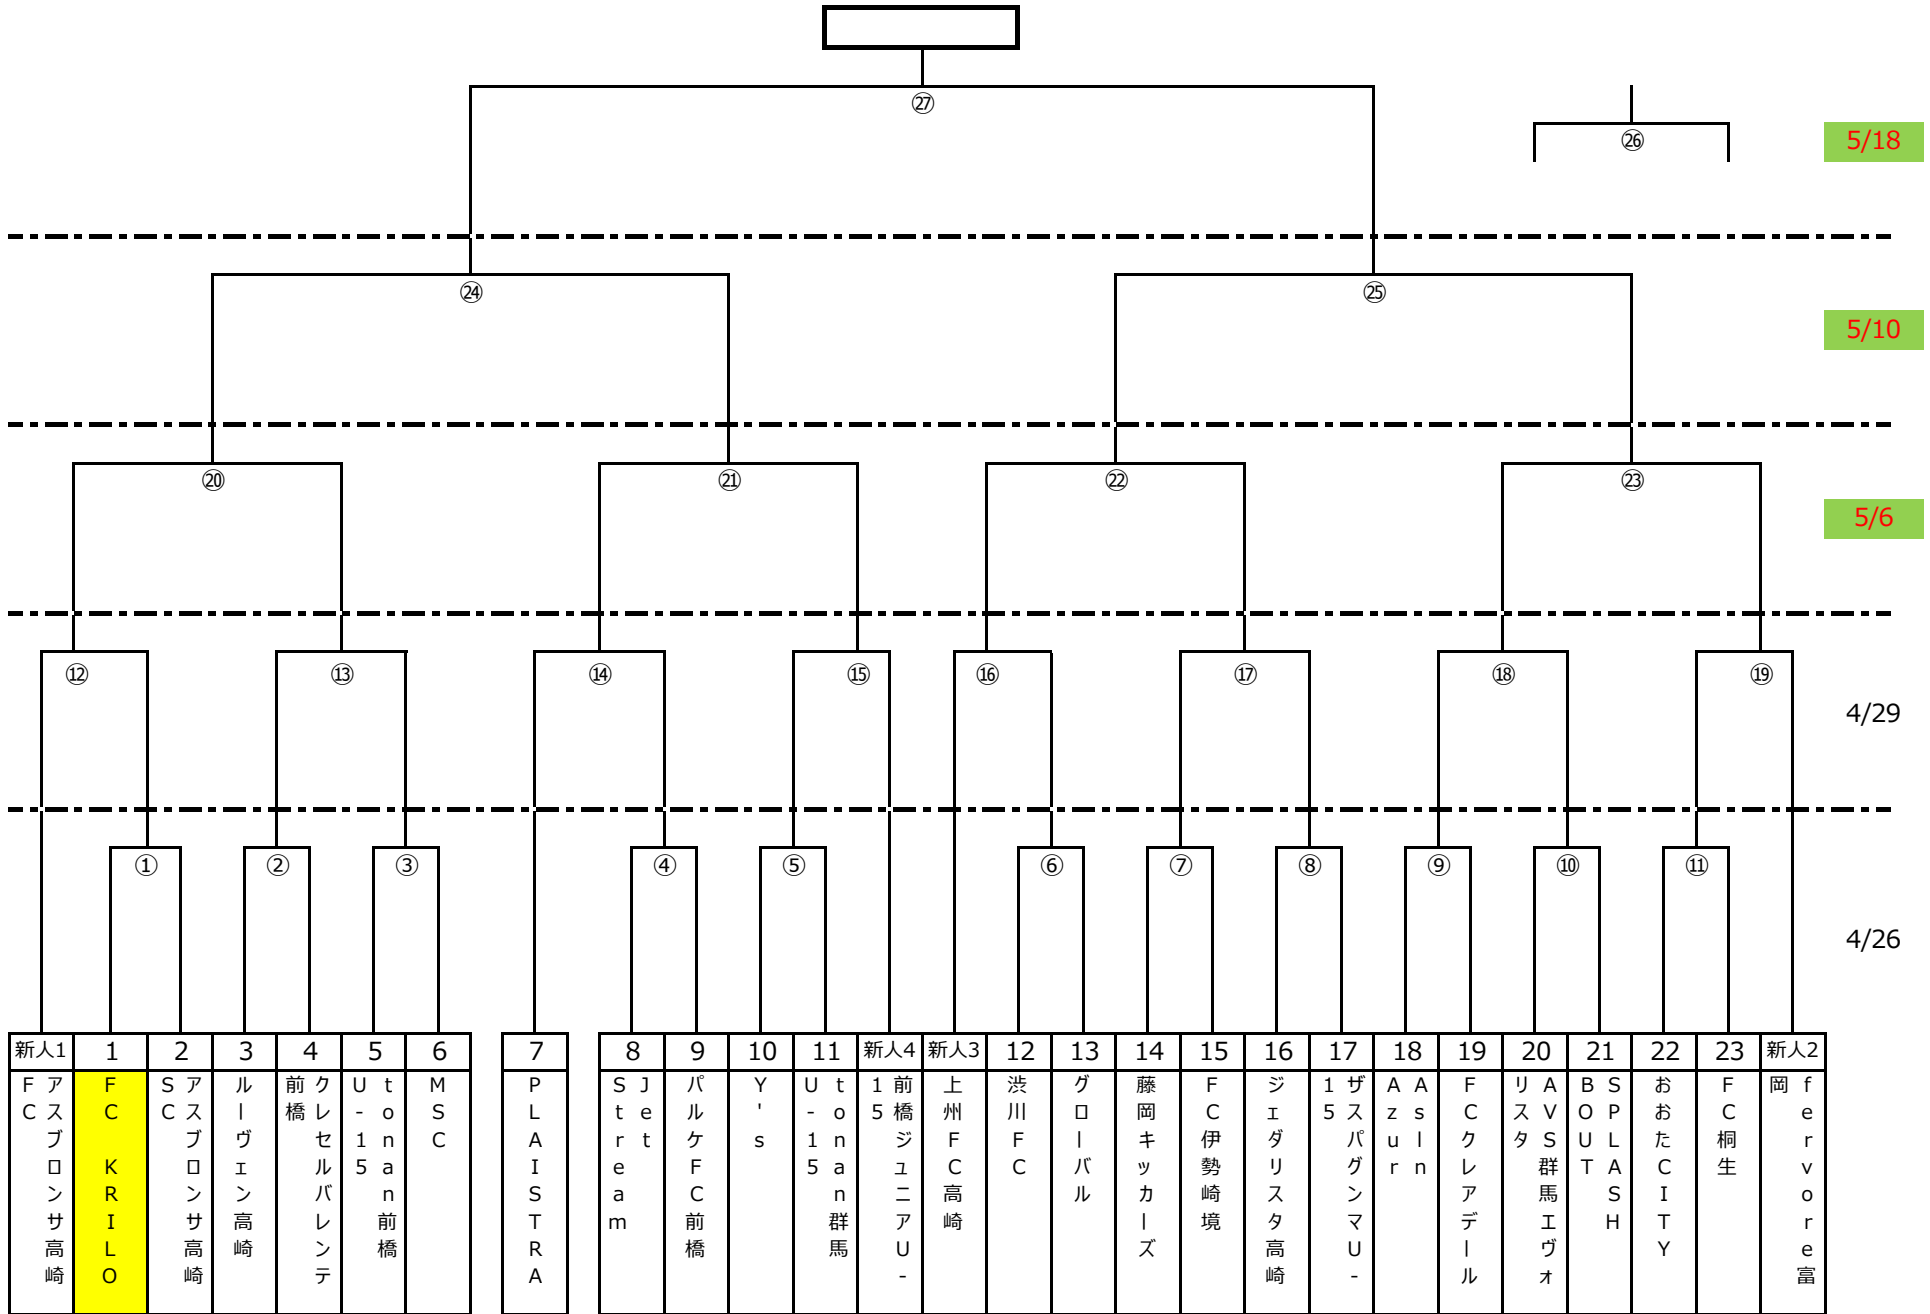 ㉗
㉖
5/18
㉔
㉕
5/10
⑳
㉑
㉒
㉓
5/6
⑫
⑬
⑭
⑮
⑯
⑰
⑱
⑲
4/29
①
②
③
④
⑤
⑥
⑦
⑧
⑨
⑩
⑪
4/26
新人1
1
2
3
4
5
6
7
8
9
10
11
新人4
新人3
12
13
14
15
16
17
18
19
20
21
22
23
新人2
アスブロンサ高崎
FC
FC KRILO
アスブロンサ高崎
SC
ルーヴェン高崎
クレセルバレンテ
前橋
tonan前橋
U-15
MSC
PLAISTRA
Jet
Stream
パルケFC前橋
Y's
tonan群馬
U-15
前橋ジュニアU-
15
上州FC高崎
渋川FC
グローバル
藤岡キッカーズ
FC伊勢崎境
ジェダリスタ高崎
ザスパグンマU-
15
Asln
Azur
FCクレアデール
AVS群馬エヴォ
リスタ
SPLASH
BOUT
おおたCITY
FC桐生
fervore富
岡